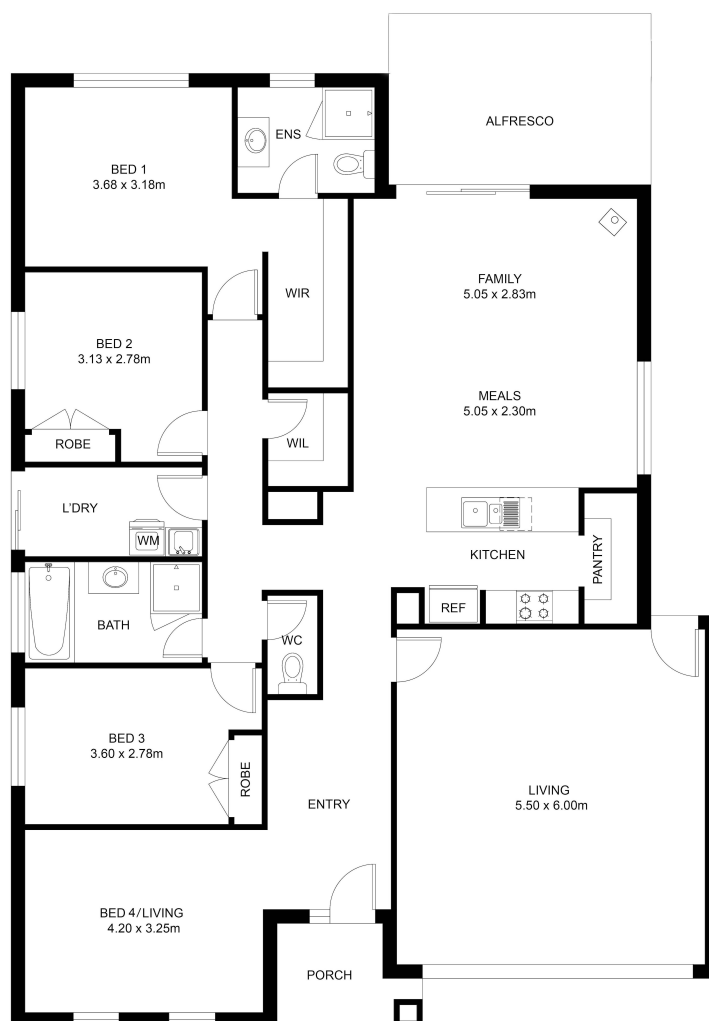 ALFRESCO
ENS
BED 1
3.68 x 3.18m
WIR
FAMILY
5.05 x 2.83m
BED 2
3.13 x 2.78m
MEALS
5.05 x 2.30m
ROBE
WIL
L'DRY
WM
KITCHEN
PANTRY
REF
BATH
WC
BED 3
3.60 x 2.78m
ROBE
ENTRY
LIVING
5.50 x 6.00m
BED 4/LIVING
4.20 x 3.25m
PORCH